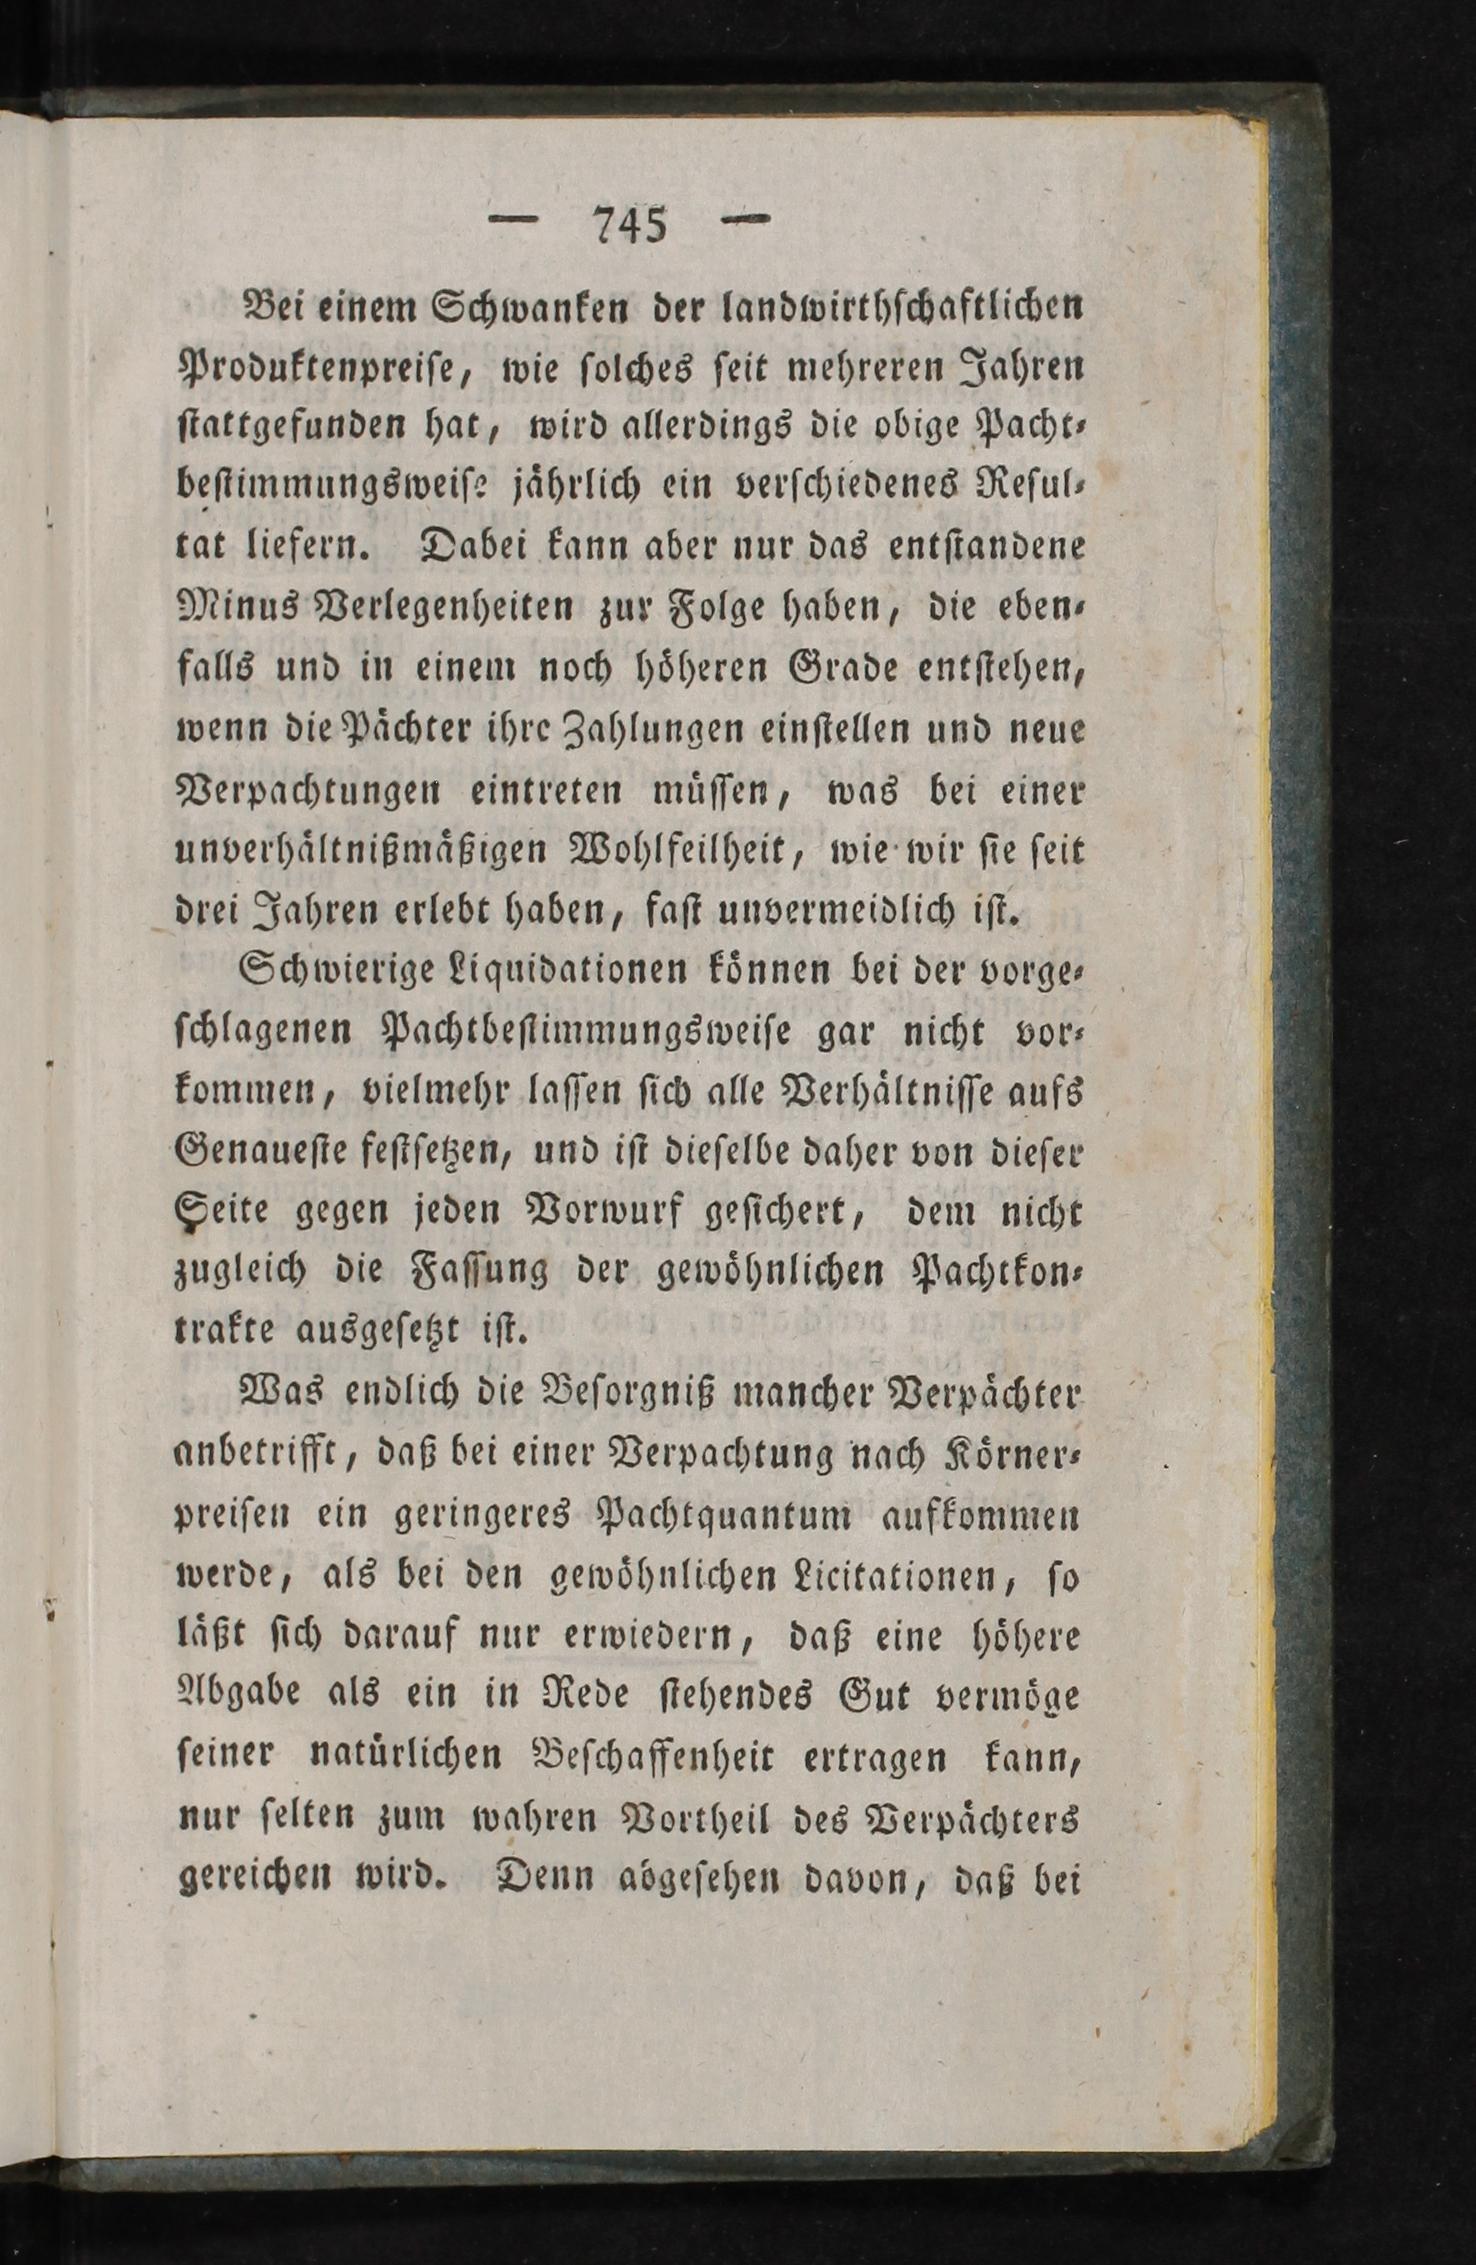 — 745 —
Bei einem Schwanken der landwirthſchaftlichen
Produktenpreiſe, wie ſolches ſeit mehreren Jahren
ſtattgefunden hat, wird allerdings die obige Pacht⸗
beſtimmungsweiſe jährlich ein verſchiedenes Reſul⸗
tat liefern. Dabei kann aber nur das entſtandene
Minus Verlegenheiten zur Folge haben, die eben⸗
falls und in einem noch höheren Grade entſtehen,
wenn die Pächter ihre Zahlungen einſtellen und neue
Verpachtungen eintreten müſſen, was bei einer
unverhältnißmäßigen Wohlfeilheit, wie wir ſie ſeit
drei Jahren erlebt haben, faſt unvermeidlich iſt.
Schwierige Liquidationen können bei der vorge⸗
ſchlagenen Pachtbeſtimmungsweiſe gar nicht vor⸗
kommen, vielmehr laſſen ſich alle Verhältniſſe aufs
Genaueſte feſtſetzen, und iſt dieſelbe daher von dieſer
Seite gegen jeden Vorwurf geſichert, dem nicht
zugleich die Faſſung der gewöhnlichen Pachtkon⸗
trakte ausgeſetzt iſt.
Was endlich die Beſorgniß mancher Verpächter
anbetrifft, daß bei einer Verpachtung nach Körner⸗
preiſen ein geringeres Pachtquantum aufkommen
werde, als bei den gewöhnlichen Licitationen, ſo
läßt ſich darauf nur erwiedern, daß eine höhere
Abgabe als ein in Rede ſtehendes Gut vermöge
ſeiner natürlichen Beſchaffenheit ertragen kann,
nur ſelten zum wahren Vortheil des Verpächters
gereichen wird. Denn abgeſehen davon, daß bei